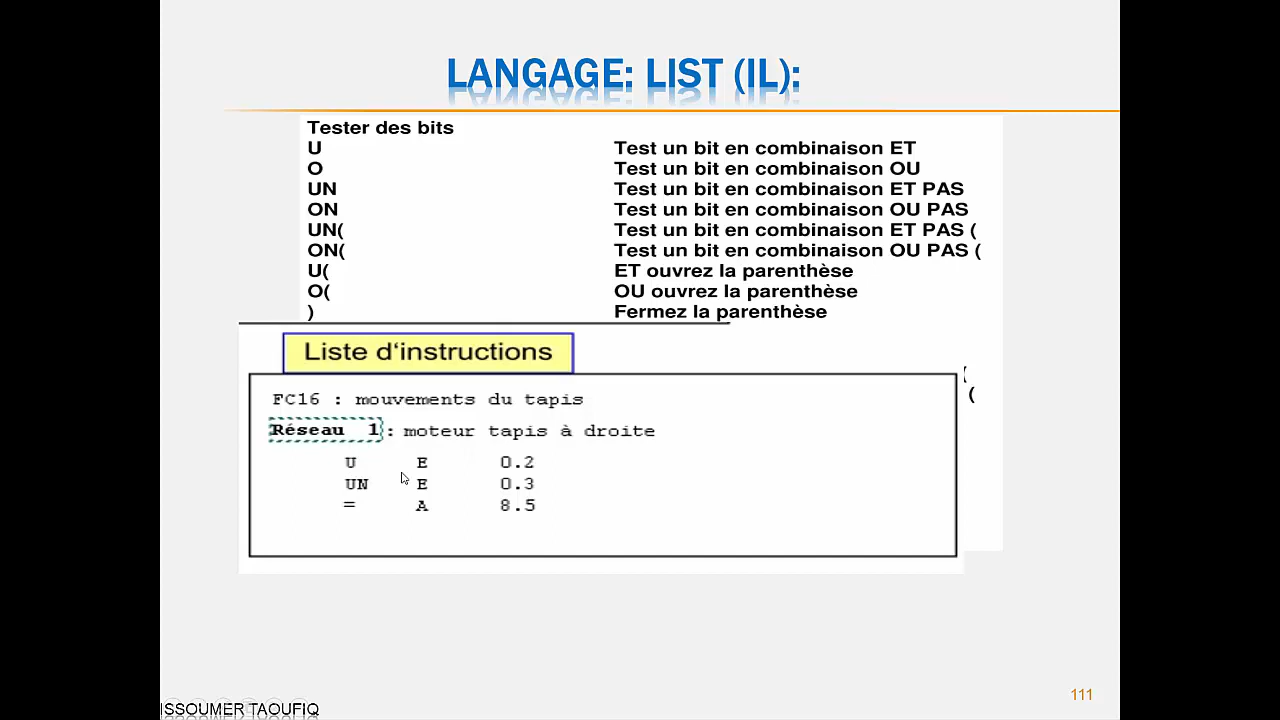 LANGAGE: LIST (IL):
Tester des bits
U Test un bit en combinaison ET
O Test un bit en combinaison OU
UN Test un bit en combinaison ET PAS
ON Test un bit en combinaison OU PAS
UN( Test un bit en combinaison ET PAS (
ON( Test un bit en combinaison OU PAS (
U( ET ouvrez la parenthèse
O( OU ouvrez la parenthèse
) Fermez la parenthèse
Liste d'instructions
(
(
FC16 : mouvements du tapis
Réseau 1 : moteur tapis à droite
U E 0.2
UN E 0.3
= A 8.5
111
ISSOUMER TAOUFIQ